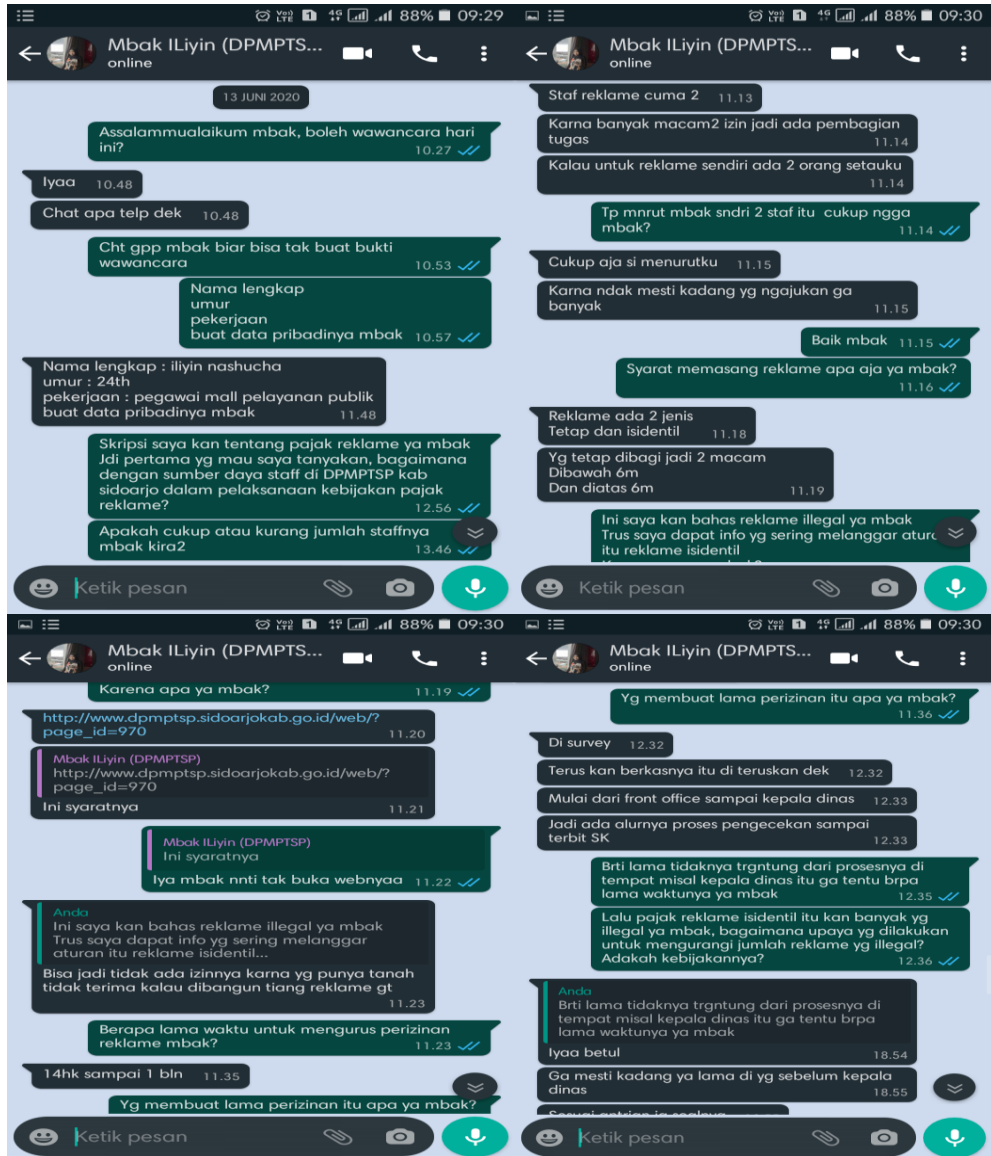 VoJ LTE 1 4G 88% 09:29
Mbak ILiyin (DPMPTS...
online
13 JUNI 2020
Assalammualaikum mbak, boleh wawancara hari
ini?
10.27
Iyaa 10.48
Chat apa telp dek 10.48
Cht gpp mbak biar bisa tak buat bukti
wawancara
10.53
Nama lengkap
umur
pekerjaan
buat data pribadinya mbak 10.57
Nama lengkap : iliyin nashucha
umur : 24th
pekerjaan : pegawai mall pelayanan publik
buat data pribadinya mbak 11.48
Skripsi saya kan tentang pajak reklame ya mbak
Jdi pertama yg mau saya tanyakan, bagaimana
dengan sumber daya staff di DPMPTSP kab
sidoarjo dalam pelaksanaan kebijakan pajak
reklame?
12.56
Apakah cukup atau kurang jumlah staffnya
mbak kira2
13.46
Ketik pesan
VoJ LTE 1 4G 88% 09:30
Mbak ILiyin (DPMPTS...
online
Staf reklame cuma 2 11.13
Karna banyak macam2 izin jadi ada pembagian
tugas
11.14
Kalau untuk reklame sendiri ada 2 orang setauku
11.14
Tp mnrut mbak sndri 2 staf itu cukup ngga
mbak?
11.14
Cukup aja si menurutku 11.15
Karna ndak mesti kadang yg ngajukan ga
banyak
11.15
Baik mbak 11.15
Syarat memasang reklame apa aja ya mbak?
11.16
Reklame ada 2 jenis
Tetap dan isidentil 11.18
Yg tetap dibagi jadi 2 macam
Dibawah 6m
Dan diatas 6m 11.19
Ini saya kan bahas reklame illegal ya mbak
Trus saya dapat info yg sering melanggar
itu reklame isidentil
Ketik pesan
VoJ LTE 1 4G 88% 09:30
Mbak ILiyin (DPMPTS...
online
Karena apa ya mbak? 11.19
http://www.dpmptsp.sidoarjokab.go.id/web/?
page_id=970
11.20
Mbak ILiyin (DPMPTSP)
http://www.dpmptsp.sidoarjokab.go.id/web/?
page_id=970
Ini syaratnya 11.21
Mbak ILiyin (DPMPTSP)
Ini syaratnya
Iya mbak nnti tak buka webnyaa 11.22
Anda
Ini saya kan bahas reklame illegal ya mbak
Trus saya dapat info yg sering melanggar
aturan itu reklame isidentil...
Bisa jadi tidak ada izinnya karna yg punya tanah
tidak terima kalau dibangun tiang reklame gt
11.23
Berapa lama waktu untuk mengurus perizinan
reklame mbak?
11.23
14hk sampai 1 bln 11.35
Yg membuat lama perizinan itu apa ya mbak?
Ketik pesan
VoJ LTE 1 4G 88% 09:30
Mbak ILiyin (DPMPTS...
online
Yg membuat lama perizinan itu apa ya mbak?
11.36
Di survey 12.32
Terus kan berkasnya itu di teruskan dek 12.32
Mulai dari front office sampai kepala dinas 12.33
Jadi ada alurnya proses pengecekan sampai
terbit SK
12.33
Brti lama tidaknya trgntung dari prosesnya di
tempat misal kepala dinas itu ga tentu brpa
lama waktunya ya mbak
12.35
Lalu pajak reklame isidentil itu kan banyak yg
illegal ya mbak, bagaimana upaya yg dilakukan
untuk mengurangi jumlah reklame yg illegal?
Adakah kebijakannya?
12.36
Anda
Brti lama tidaknya trgntung dari prosesnya di
tempat misal kepala dinas itu ga tentu brpa
lama waktunya ya mbak
Iyaa betul 18.54
Ga mesti kadang ya lama di yg sebelum kepala
dinas
18.55
Ketik pesan